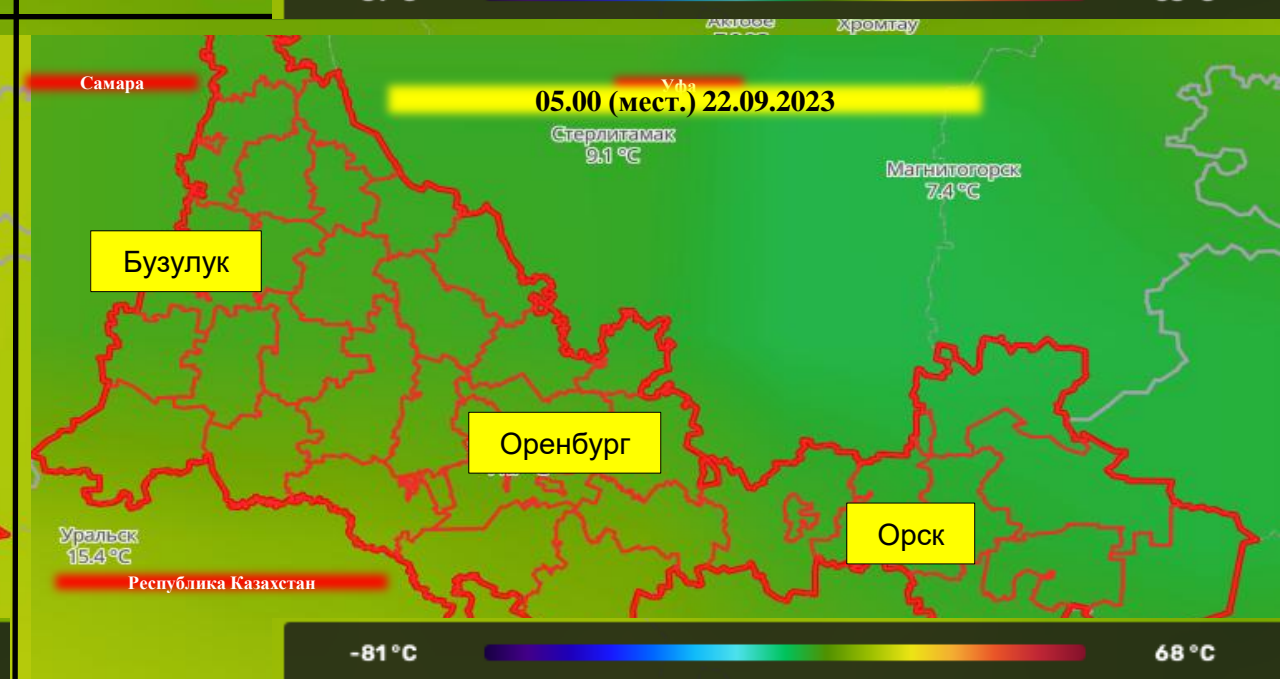 Актобе
Хромтау
Самара
Уфа
05.00 (мест.) 22.09.2023
Стерлитамак
9.1 °C
Магнитогорск
7.4 °C
Бузулук
Оренбург
Орск
Уральск
15.4 °C
Республика Казахстан
-81 °C
68 °C